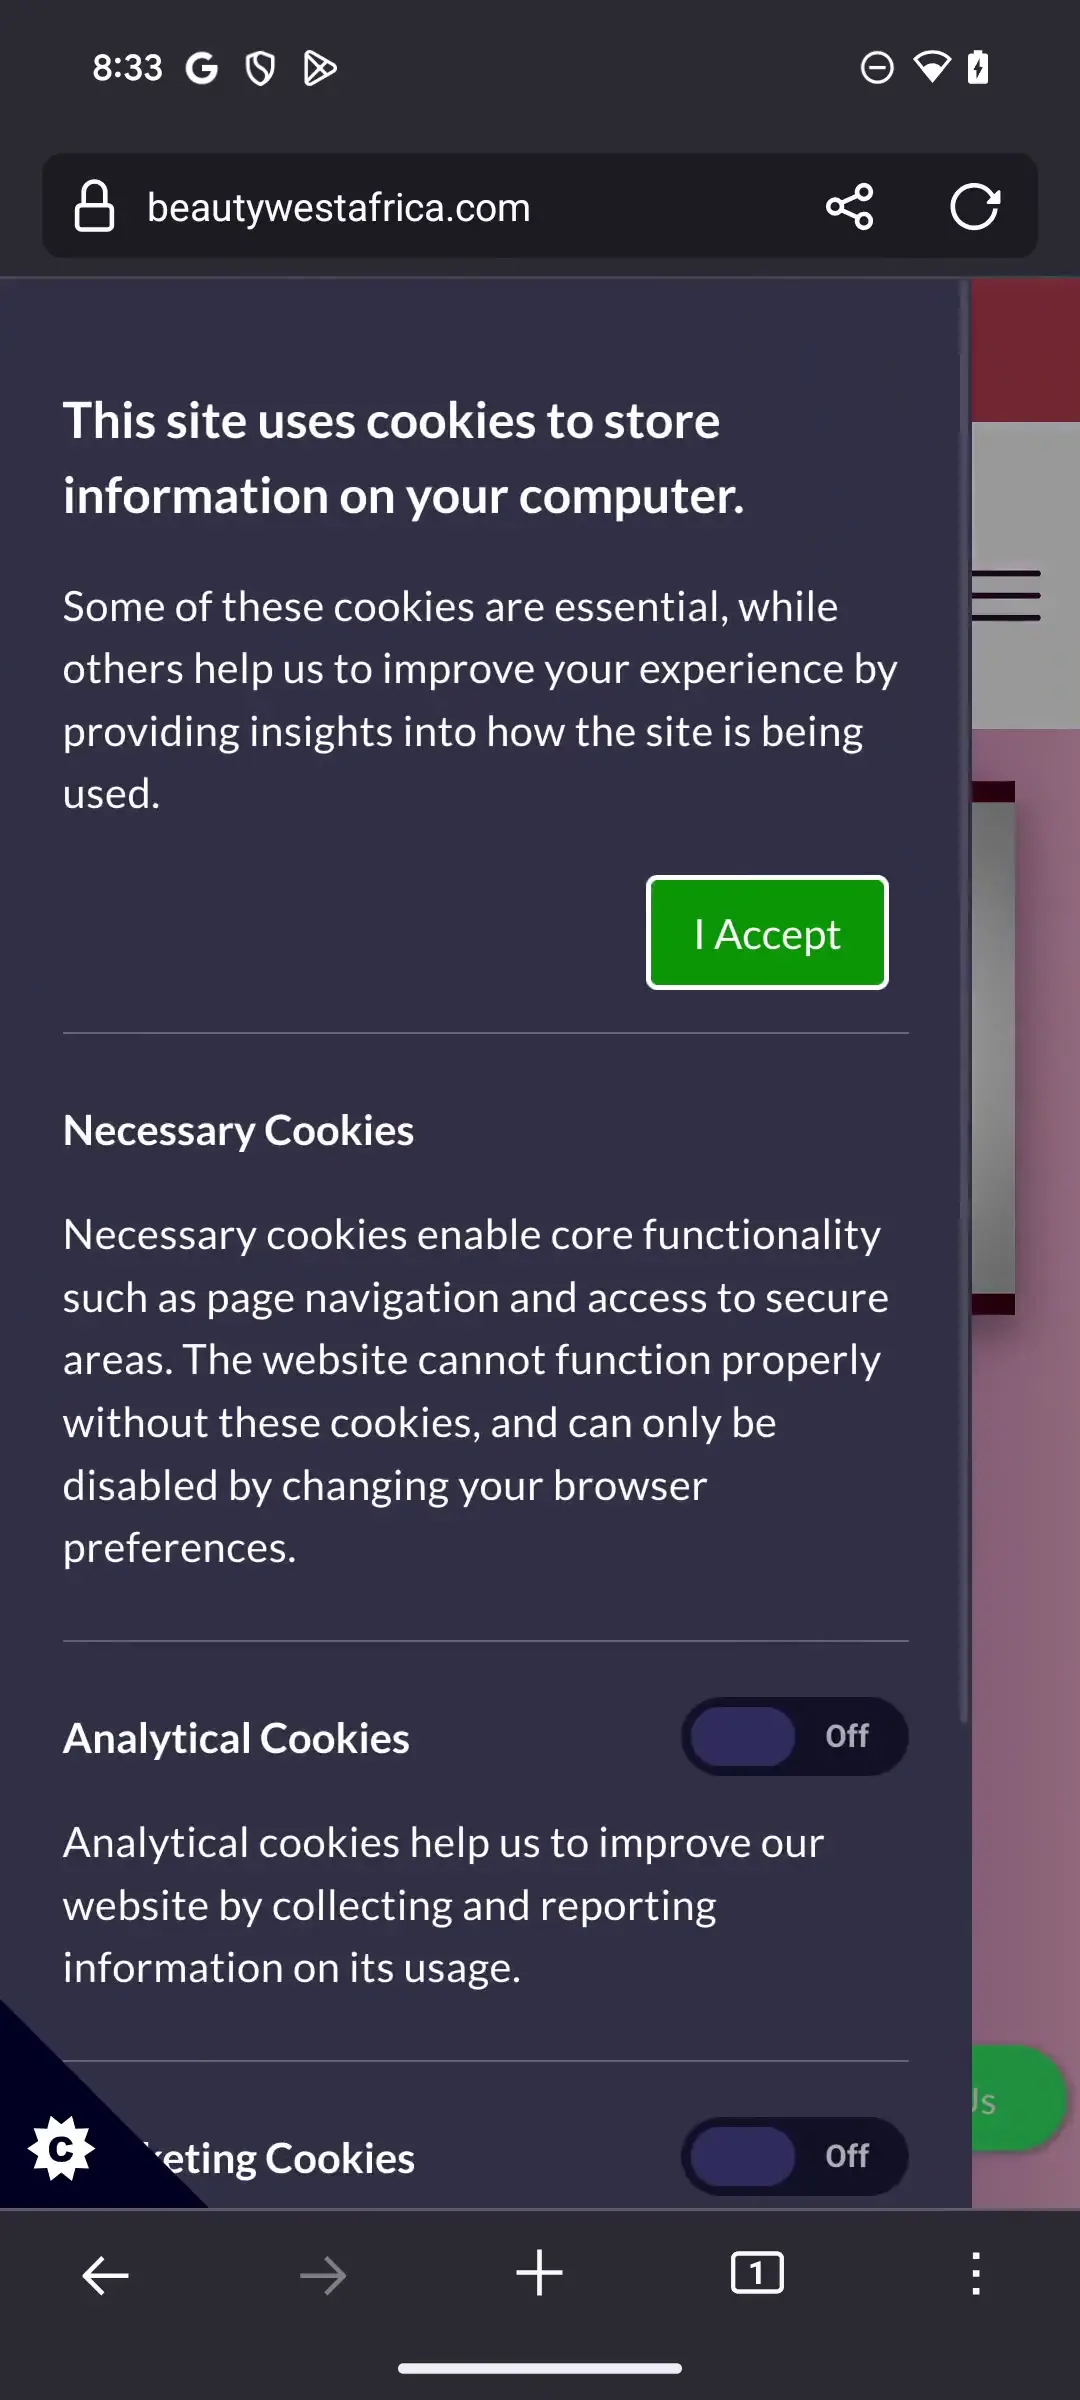 8:33
beautywestafrica.com
This site uses cookies to store
information on your computer.
Some of these cookies are essential, while
others help us to improve your experience by
providing insights into how the site is being
used.
I Accept
Necessary Cookies
Necessary cookies enable core functionality
such as page navigation and access to secure
areas. The website cannot function properly
without these cookies, and can only be
disabled by changing your browser
preferences.
Analytical Cookies
Off
Analytical cookies help us to improve our
website by collecting and reporting
information on its usage.
keting Cookies
Off
Us
C
1